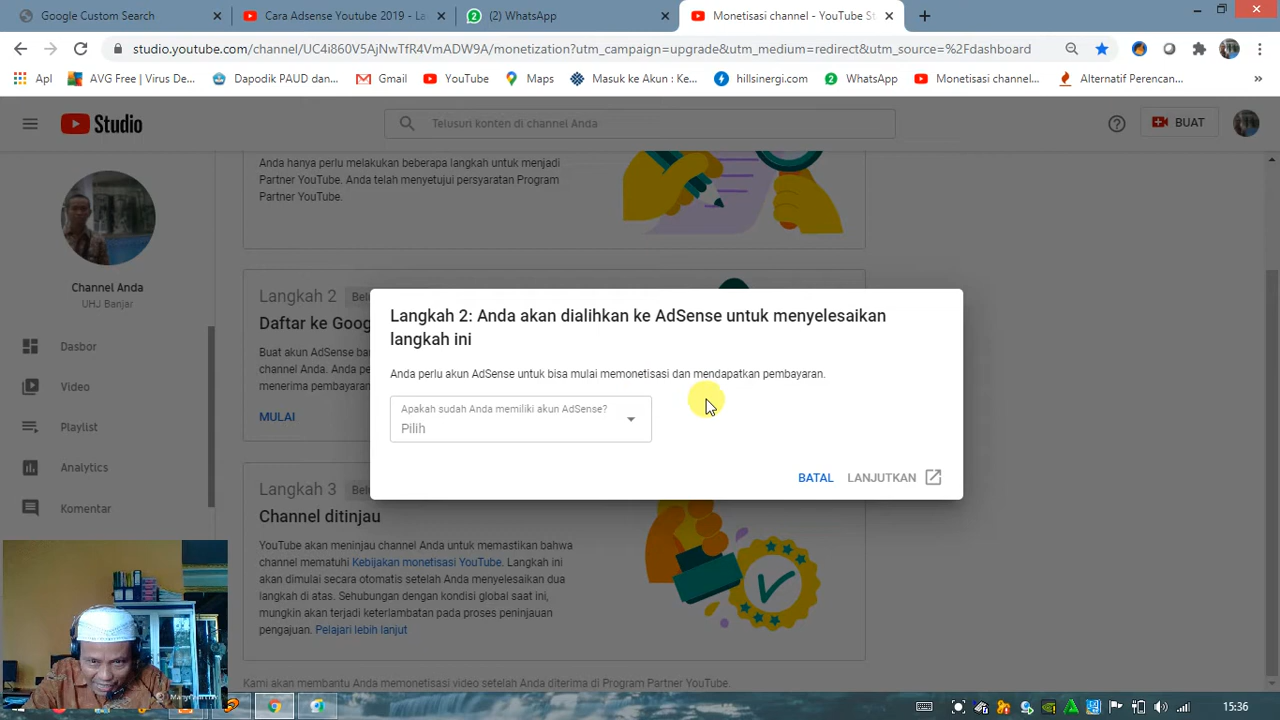 Google Custom Search
Cara Adsense Youtube 2019 - La
(2) WhatsApp
Monetisasi channel - YouTube St
studio.youtube.com/channel/UC4i860V5AjNwTfR4VmADW9A/monetization?utm_campaign=upgrade&utm_medium=redirect&utm_source=%2Fdashboard
Apl
AVG Free | Virus De...
Dapodik PAUD dan...
Gmail
YouTube
Maps
Masuk ke Akun : Ke...
hillsinergi.com
WhatsApp
Monetisasi channel...
Alternatif Perencan...
»
Studio
Telusuri konten di channel Anda
BUAT
Anda hanya perlu melakukan beberapa langkah untuk menjadi
Partner YouTube. Anda telah menyetujui persyaratan Program
Partner YouTube.
Channel Anda
UHJ Banjar
Dasbor
Video
Playlist
Analytics
Komentar
Langkah 2
Bel
Daftar ke Goog
Buat akun AdSense ba
menerima pembayaran.
MULAI
Langkah 2: Anda akan dialihkan ke AdSense untuk menyelesaikan
langkah ini
Anda perlu akun AdSense untuk bisa mulai memonetisasi dan mendapatkan pembayaran.
Apakah sudah Anda memiliki akun AdSense?
Pilih
BATAL
LANJUTKAN
Langkah 3
Bel
Channel ditinjau
YouTube akan meninjau channel Anda untuk memastikan bahwa
channel mematuhi Kebijakan monetisasi YouTube. Langkah ini
akan dimulai secara otomatis setelah Anda menyelesaikan dua
langkah di atas. Sehubungan dengan kondisi global saat ini,
mungkin akan terjadi keterlambatan pada proses peninjauan
pengajuan. Pelajari lebih lanjut
Kami akan membantu Anda memonetisasi video setelah Anda diterima di Program Partner YouTube.
15:36